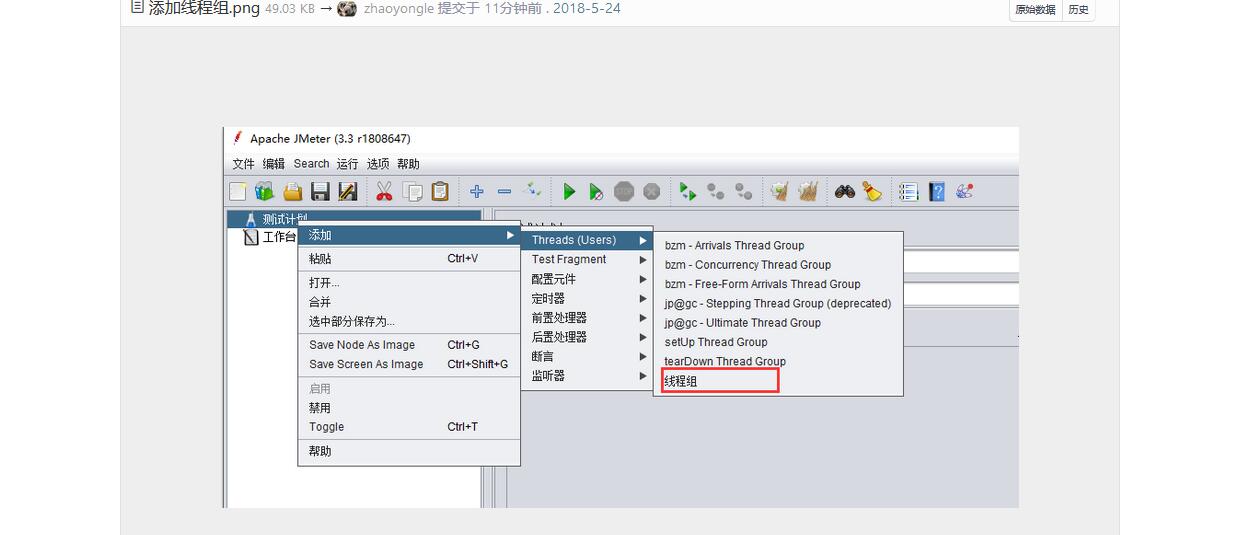 添加线程组.png 49.03 KB → zhaoyongle 提交于 11分钟前 . 2018-5-24
原始数据 历史
Apache JMeter (3.3 r1808647)
文件 编辑 Search 运行 选项 帮助
测试计划
工作台
添加
粘贴 Ctrl+V
打开...
合并
选中部分保存为...
Save Node As Image Ctrl+G
Save Screen As Image Ctrl+Shift+G
启用
禁用
Toggle Ctrl+T
帮助
Threads (Users)
Test Fragment
配置元件
定时器
前置处理器
后置处理器
断言
监听器
bzm - Arrivals Thread Group
bzm - Concurrency Thread Group
bzm - Free-Form Arrivals Thread Group
jp@gc - Stepping Thread Group (deprecated)
jp@gc - Ultimate Thread Group
setUp Thread Group
tearDown Thread Group
线程组